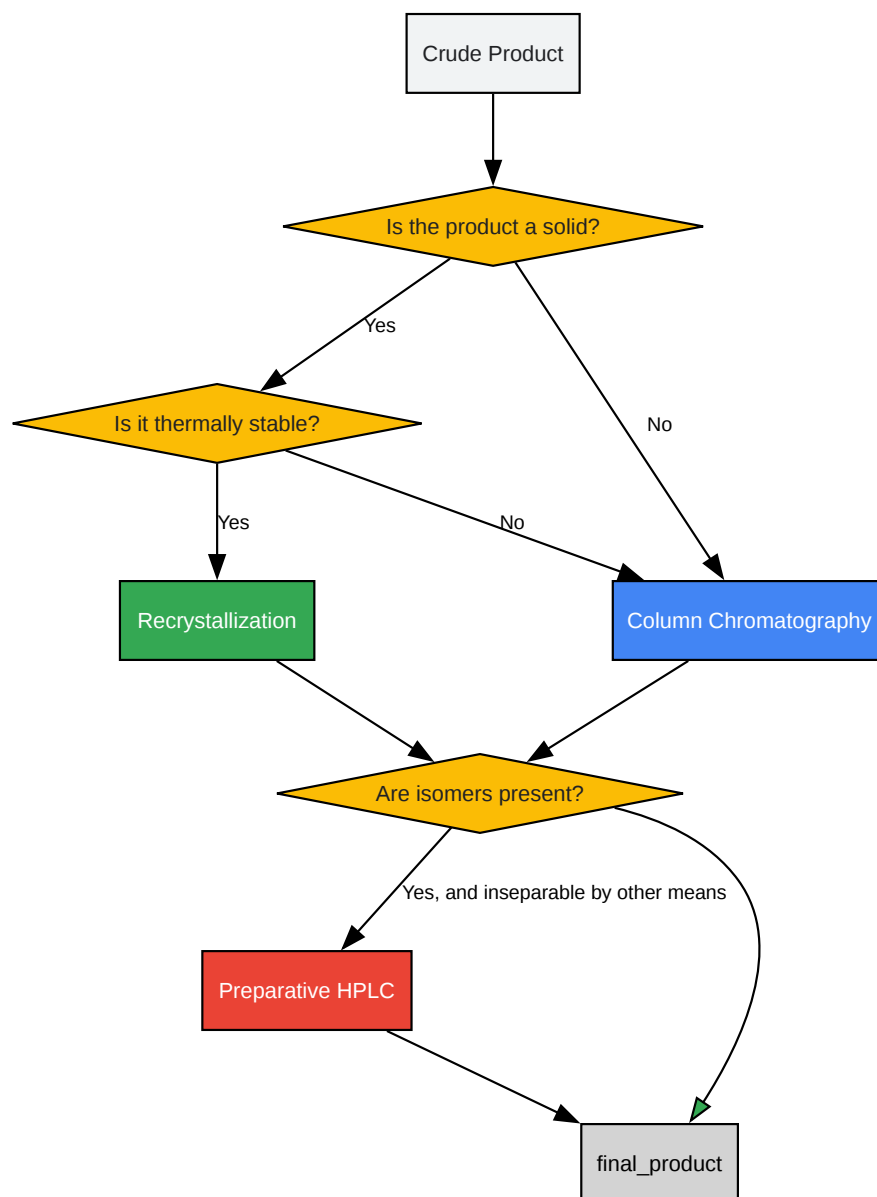 Crude Product
Is the product a solid?
Yes
Is it thermally stable?
No
Yes
No
Recrystallization
Column Chromatography
Are isomers present?
Yes, and inseparable by other means
Preparative HPLC
final_product